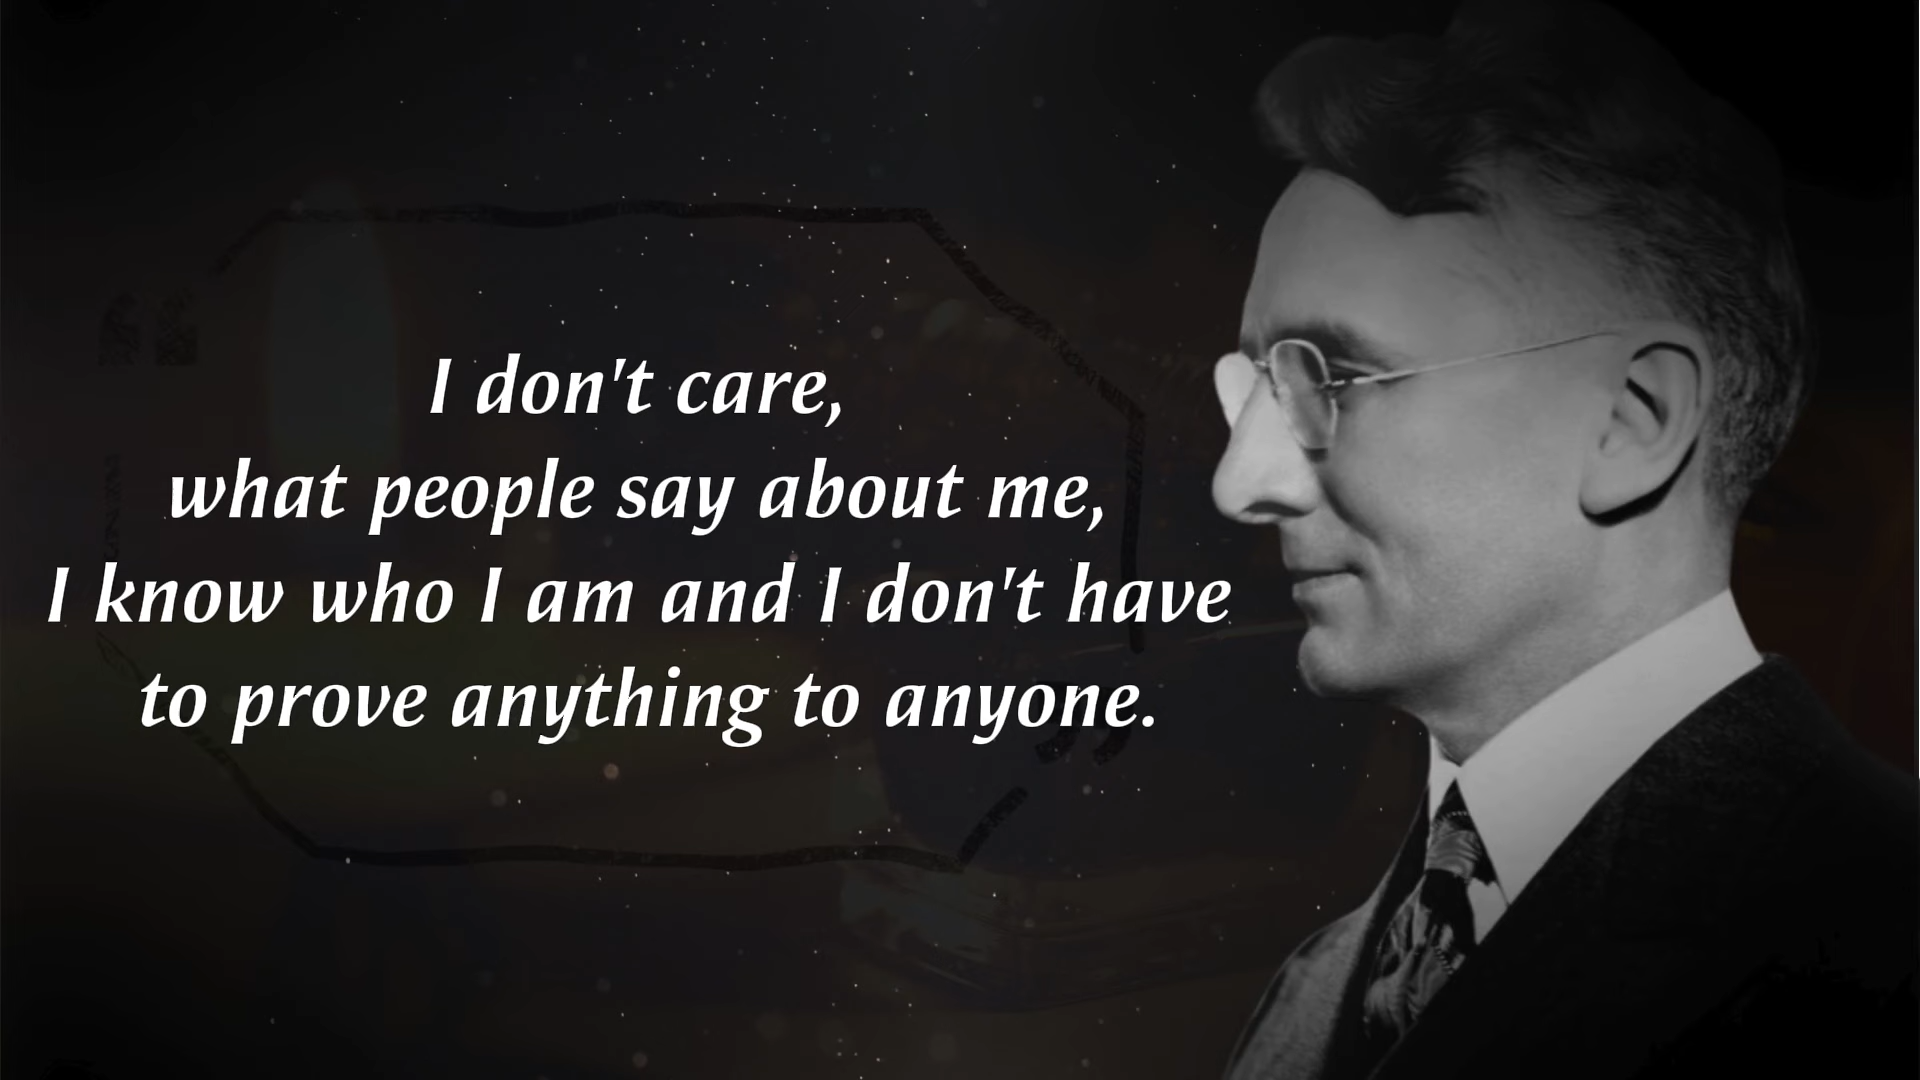 I don't care,
what people say about me,
I know who I am and I don't have
to prove anything to anyone.